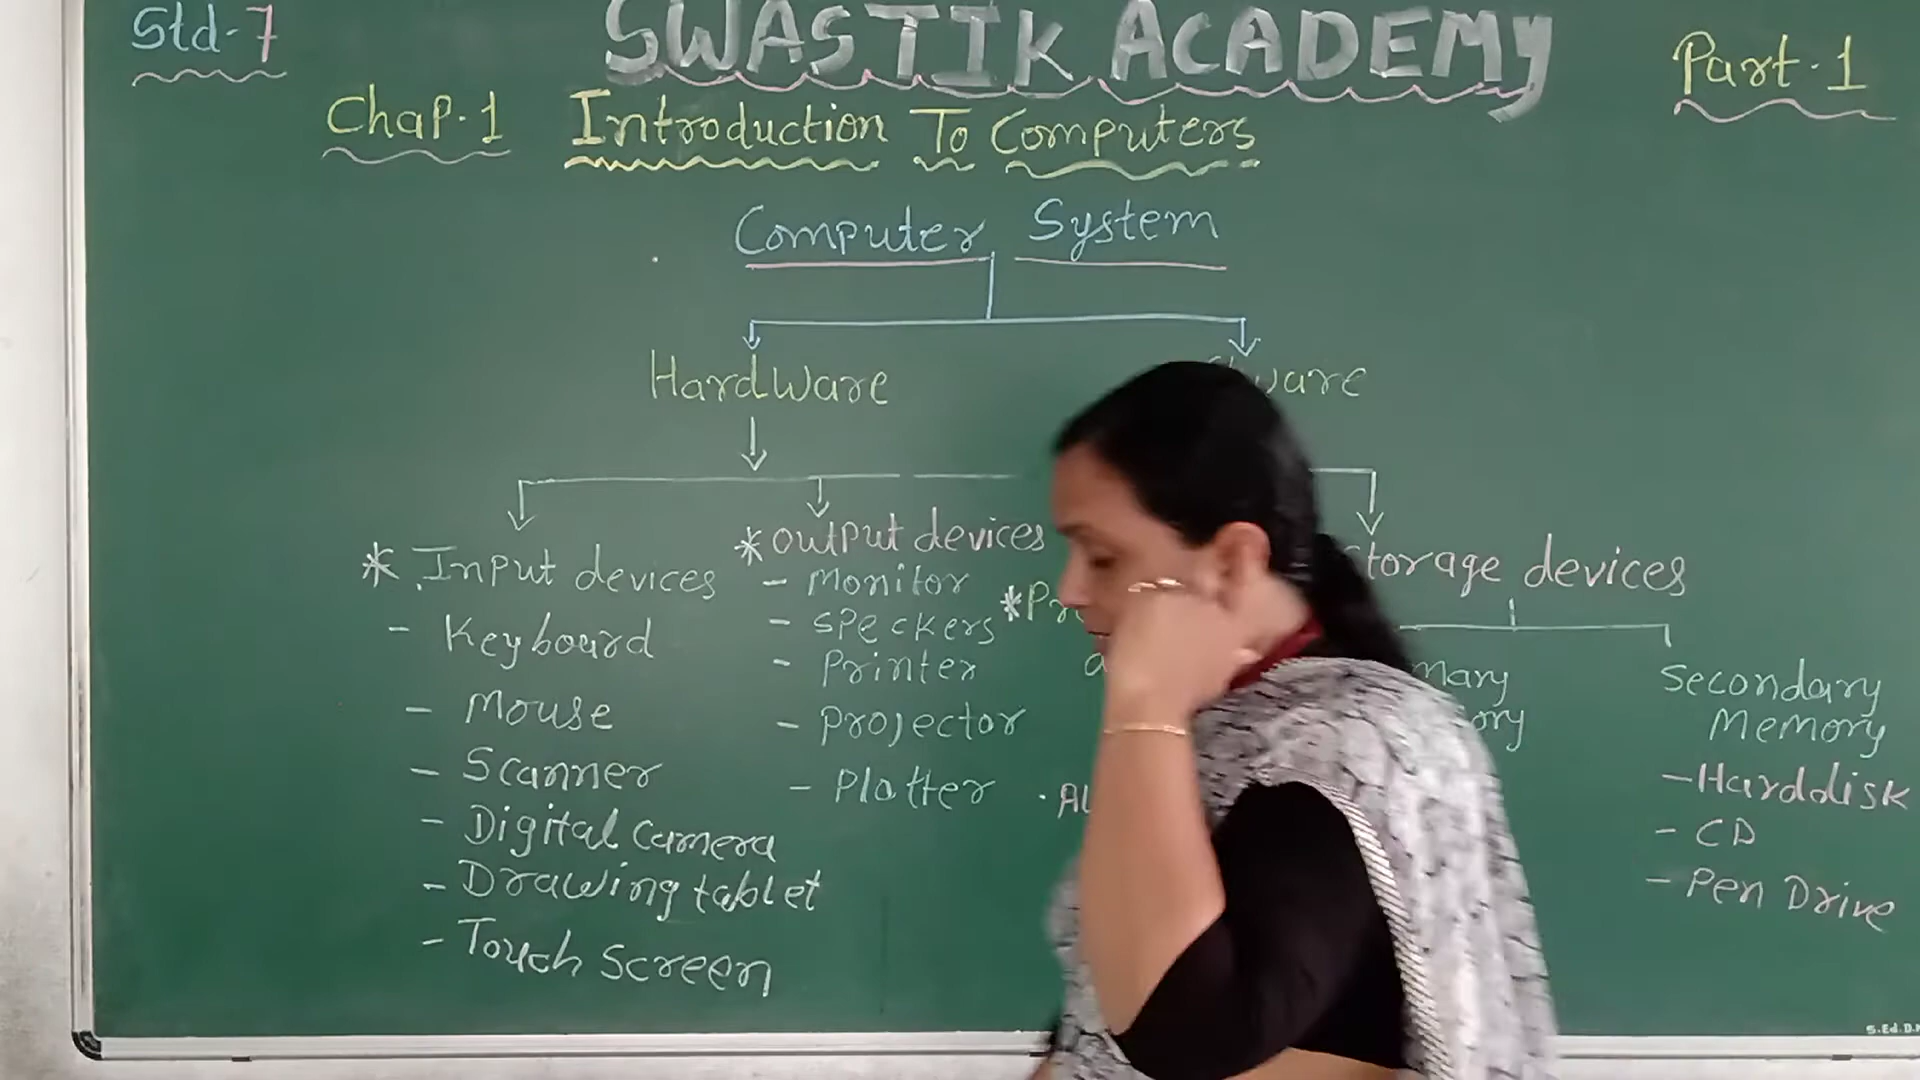 Std-7
SWASTIK ACADEMY
Part-1
Chap.1 Introduction To Computers
Computer System
HardWare
* Input devices
- Keyboard
- Mouse
- Scanner
- Digital camera
- Drawing tablet
- Touch Screen
* Output devices
- Monitor
- Speckers
- Printer
- Projector
- Plotter
devices
Secondary
Memory
- Harddisk
- CD
- Pen Drive